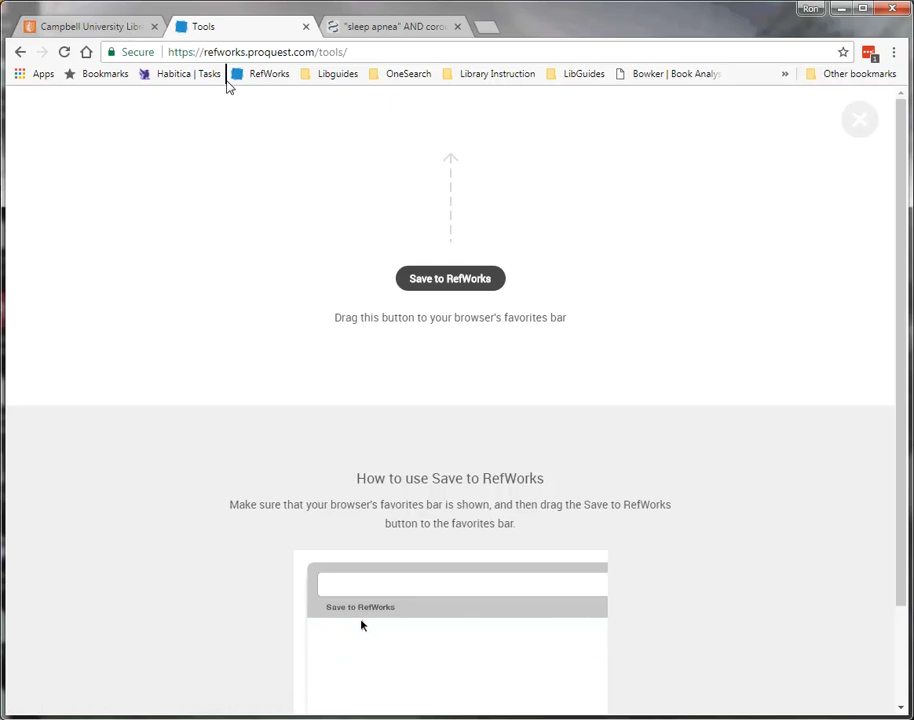 Ron
Campbell University Libra
Tools
"sleep apnea" AND coro
Secure
https://refworks.proquest.com/tools/
1
Apps
Bookmarks
Habitica | Tasks
RefWorks
Libguides
OneSearch
Library Instruction
LibGuides
Bowker | Book Analys
»
Other bookmarks
Save to RefWorks
Drag this button to your browser's favorites bar
How to use Save to RefWorks
Make sure that your browser's favorites bar is shown, and then drag the Save to RefWorks
button to the favorites bar.
Save to RefWorks